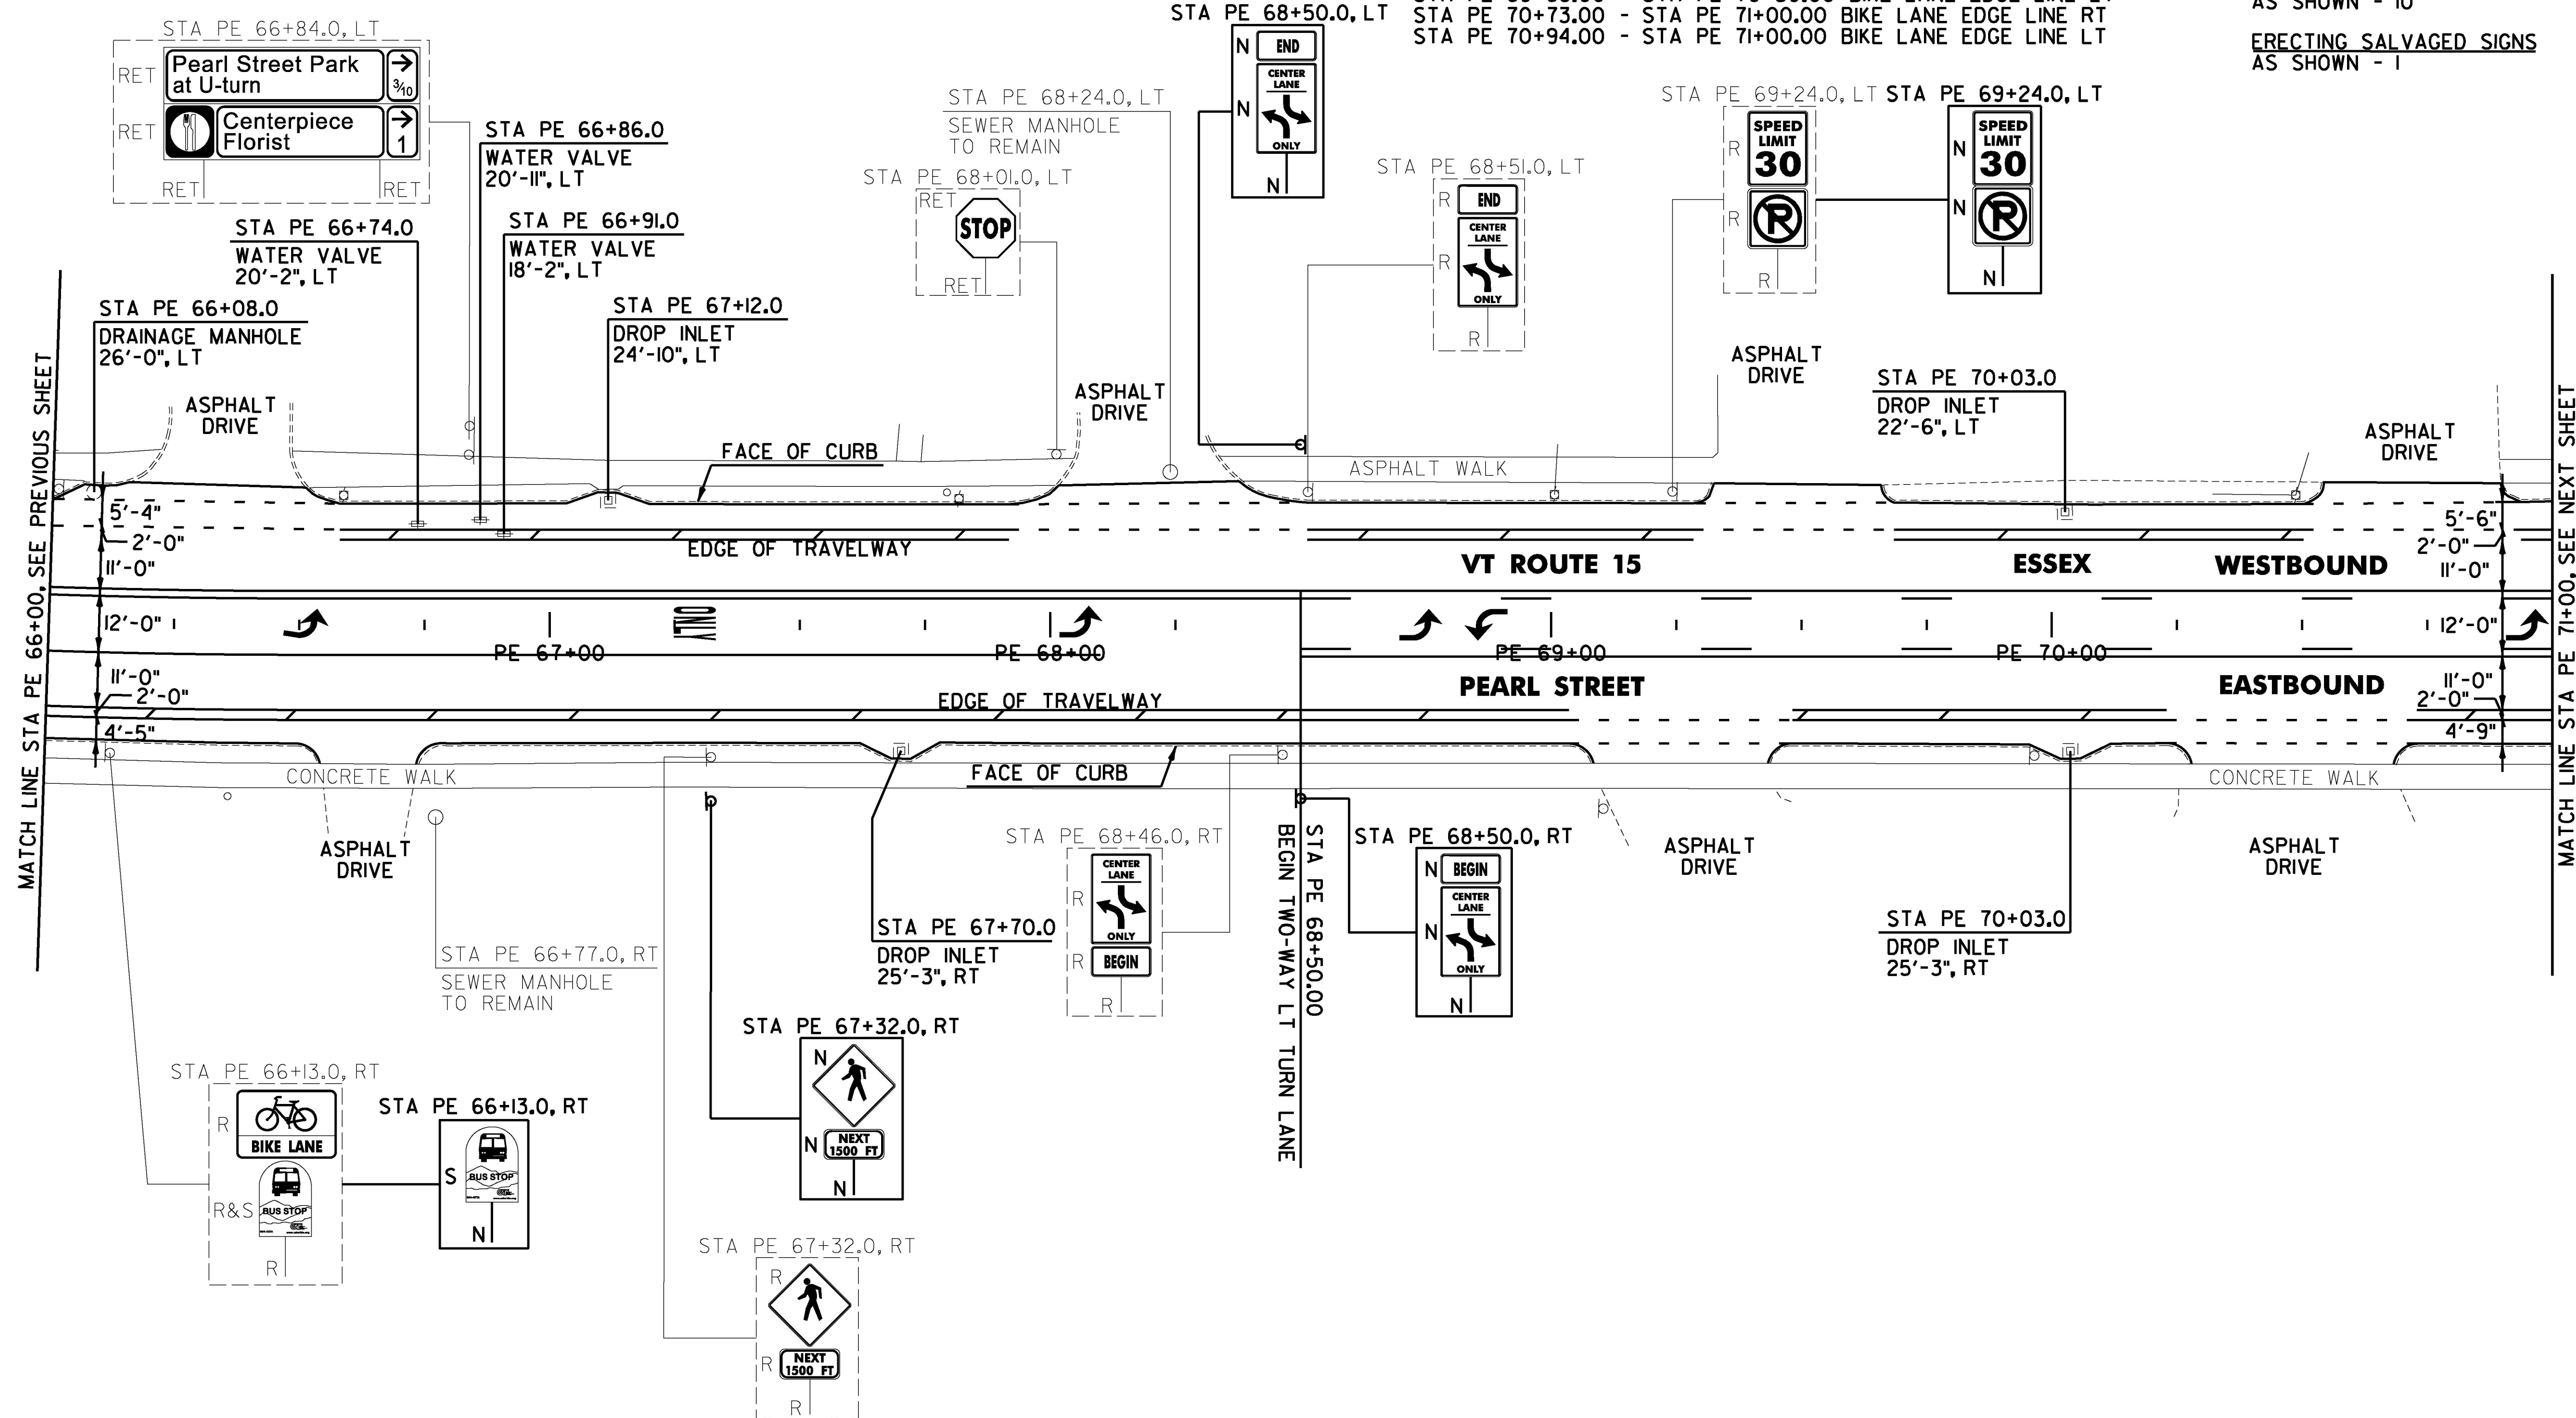 STA PE 70+73.00 - STA PE 71+00.00 BIKE LANE EDGE LINE RT
STA PE 70+94.00 - STA PE 71+00.00 BIKE LANE EDGE LINE LT
AS SHOWN - 10
ERECTING SALVAGED SIGNS
AS SHOWN - 1
STA PE 66+84.0, LT
RET
Pearl Street Park
at U-turn
3/10
RET
Centerpiece
Florist
1
RET
RET
STA PE 66+86.0
WATER VALVE
20'-11", LT
STA PE 66+74.0
WATER VALVE
20'-2", LT
STA PE 66+91.0
WATER VALVE
18'-2", LT
STA PE 66+08.0
DRAINAGE MANHOLE
26'-0", LT
STA PE 67+12.0
DROP INLET
24'-10", LT
STA PE 68+24.0, LT
SEWER MANHOLE
TO REMAIN
STA PE 68+01.0, LT
RET
STOP
RET
STA PE 68+50.0, LT
N
END
N
CENTER
LANE
ONLY
N
STA PE 68+51.0, LT
R
END
R
CENTER
LANE
ONLY
R
STA PE 69+24.0, LT
R
SPEED
LIMIT
30
R
P
R
STA PE 69+24.0, LT
N
SPEED
LIMIT
30
N
P
N
ASPHALT
DRIVE
ASPHALT
DRIVE
ASPHALT
DRIVE
STA PE 70+03.0
DROP INLET
22'-6", LT
ASPHALT
DRIVE
FACE OF CURB
ASPHALT WALK
MATCH LINE STA PE 66+00, SEE PREVIOUS SHEET
MATCH LINE STA PE 71+00, SEE NEXT SHEET
5'-4"
2'-0"
11'-0"
12'-0"
11'-0"
2'-0"
4'-5"
EDGE OF TRAVELWAY
VT ROUTE 15
ESSEX
WESTBOUND
5'-6"
2'-0"
11'-0"
12'-0"
11'-0"
2'-0"
4'-9"
ONLY
PE 67+00
PE 68+00
PE 69+00
PE 70+00
EDGE OF TRAVELWAY
PEARL STREET
EASTBOUND
CONCRETE WALK
FACE OF CURB
CONCRETE WALK
ASPHALT
DRIVE
ASPHALT
DRIVE
ASPHALT
DRIVE
STA PE 66+77.0, RT
SEWER MANHOLE
TO REMAIN
STA PE 67+70.0
DROP INLET
25'-3", RT
STA PE 68+46.0, RT
R
CENTER
LANE
ONLY
R
BEGIN
R
STA PE 68+50.00
BEGIN TWO-WAY LT TURN LANE
STA PE 68+50.0, RT
N
BEGIN
N
CENTER
LANE
ONLY
N
STA PE 70+03.0
DROP INLET
25'-3", RT
STA PE 66+13.0, RT
R
BIKE LANE
R&S
BUS STOP
R
STA PE 66+13.0, RT
S
BUS STOP
N
STA PE 67+32.0, RT
N
N
NEXT
1500 FT
N
STA PE 67+32.0, RT
R
R
NEXT
1500 FT
R